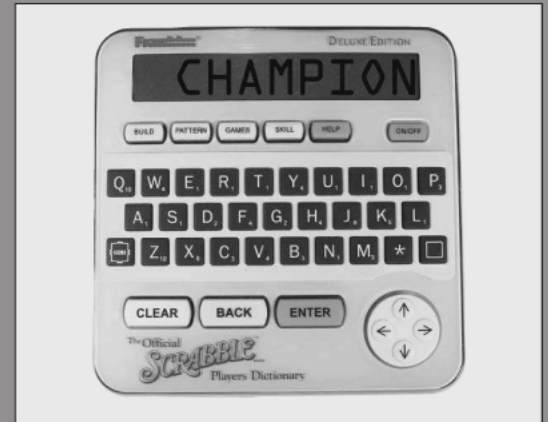 Franklin
DELUXE EDITION
CHAMPION
BUILD PATTERN GAMES SKILL HELP ON/OFF
Q W E R T Y U I O P
A S D F G H J K L
Z X C V B N M *
CLEAR BACK ENTER
The Official
SCRABBLE
Players Dictionary